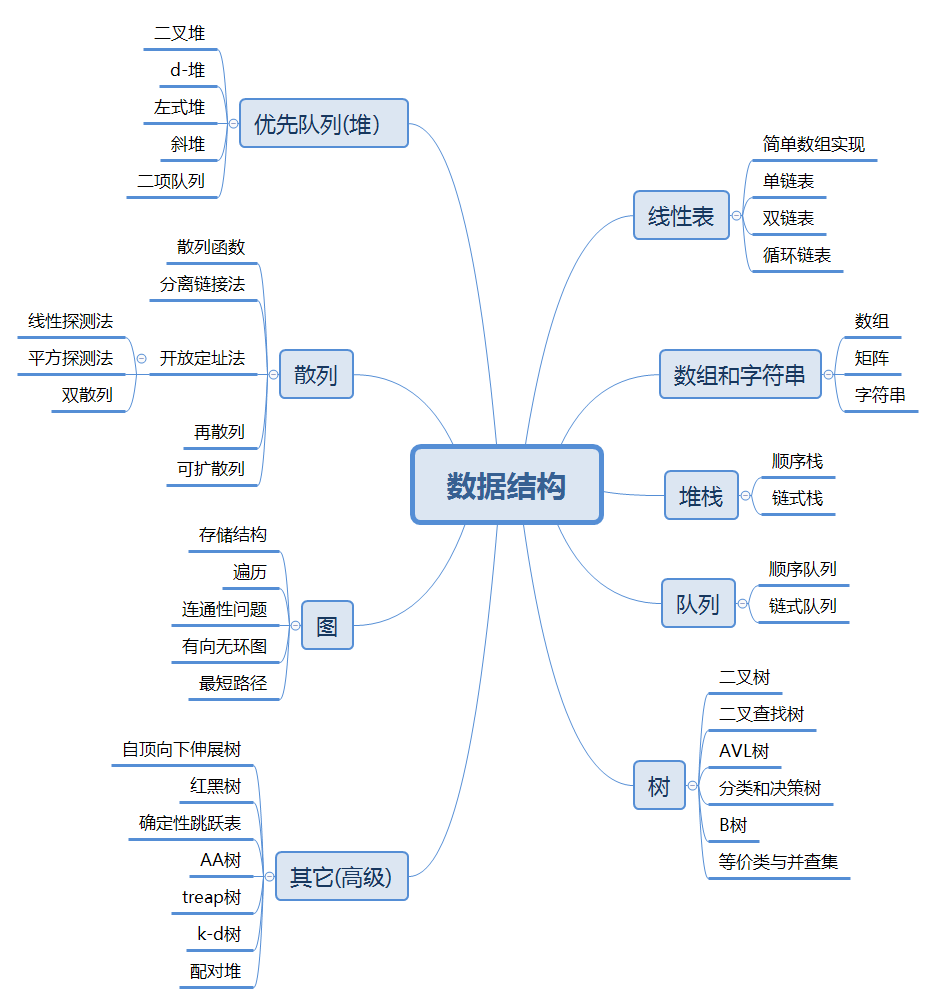 数据结构
线性表
简单数组实现
单链表
双链表
循环链表
数组和字符串
数组
矩阵
字符串
堆栈
顺序栈
链式栈
队列
顺序队列
链式队列
树
二叉树
二叉查找树
AVL树
分类和决策树
B树
等价类与并查集
优先队列(堆）
二叉堆
d-堆
左式堆
斜堆
二项队列
散列
散列函数
分离链接法
开放定址法
线性探测法
平方探测法
双散列
再散列
可扩散列
图
存储结构
遍历
连通性问题
有向无环图
最短路径
其它(高级)
自顶向下伸展树
红黑树
确定性跳跃表
AA树
treap树
k-d树
配对堆